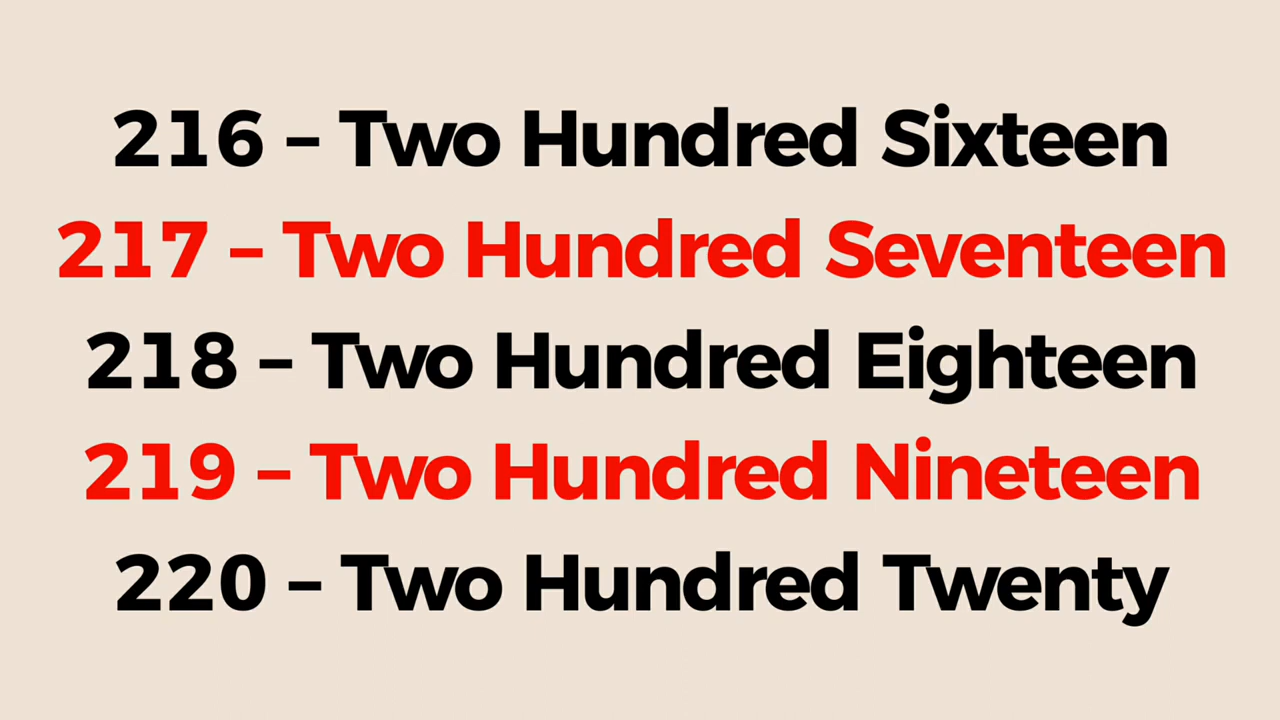 216 – Two Hundred Sixteen
217 – Two Hundred Seventeen
218 – Two Hundred Eighteen
219 – Two Hundred Nineteen
220 – Two Hundred Twenty